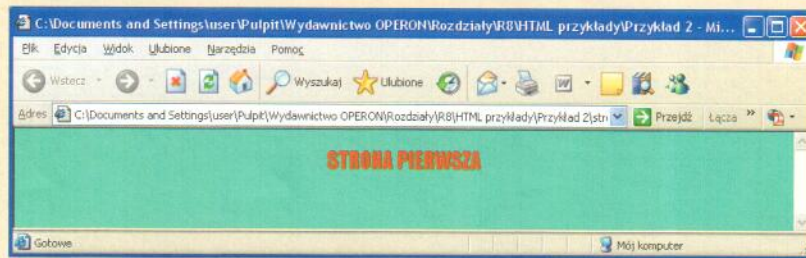 C:\Documents and Settings\user\Pulpit\Wydawnictwo OPERON\Rozdziały\R8\HTML przykłady\Przykład 2 - Mi...
Plik Edycja Widok Ulubione Narzędzia Pomoc
Wstecz Wyszukaj Ulubione
Adres C:\Documents and Settings\user\Pulpit\Wydawnictwo OPERON\Rozdziały\R8\HTML przykłady\Przykład 2\stro Przejdź Łącza »
STRONA PIERWSZA
Gotowe Mój komputer